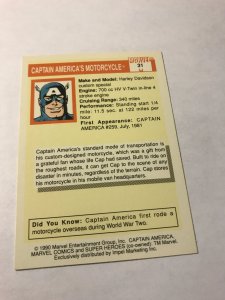 CAPTAIN AMERICA'S MOTORCYCLE™
MARVEL
31
Make and Model: Harley Davidson
custom special
Engine: 700 cc HV V-Twin in-line 4
stroke engine
Cruising Range: 340 miles
Performance: Standing start 1/4
mile: 11.5 sec. at 122 miles per
hour
First Appearance: CAPTAIN
AMERICA #259, July, 1981
Captain America's standard mode of transportation is
his custom-designed motorcycle, which was a gift from
a grateful fan whose life Cap had saved. Built to ride on
the roughest roads, it can get Cap to the scene of any
disaster in minutes, regardless of the terrain. Cap stores
his motorcycle in his mobile van headquarters.
Did You Know: Captain America first rode a
motorcycle overseas during World War Two.
© 1990 Marvel Entertainment Group, Inc. CAPTAIN AMERICA,
MARVEL COMICS and SUPER HEROES (co-owned): TM Marvel.
Exclusively distributed by Impel Marketing Inc.